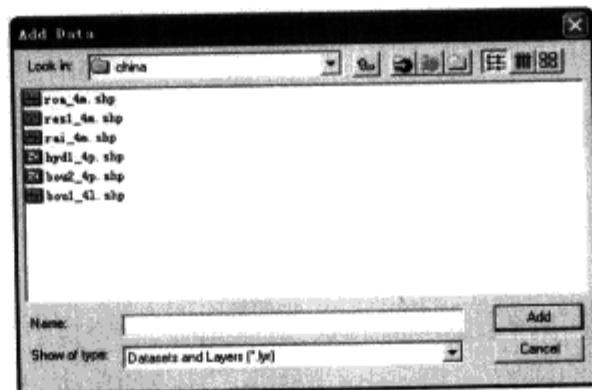 Add Data
Look in: china
roa_4m.shp
res1_4m.shp
rai_4m.shp
hyd1_4p.shp
bou2_4p.shp
bou1_4l.shp
Name: Add
Show of type: Datasets and Layers (*.lyr) Cancel